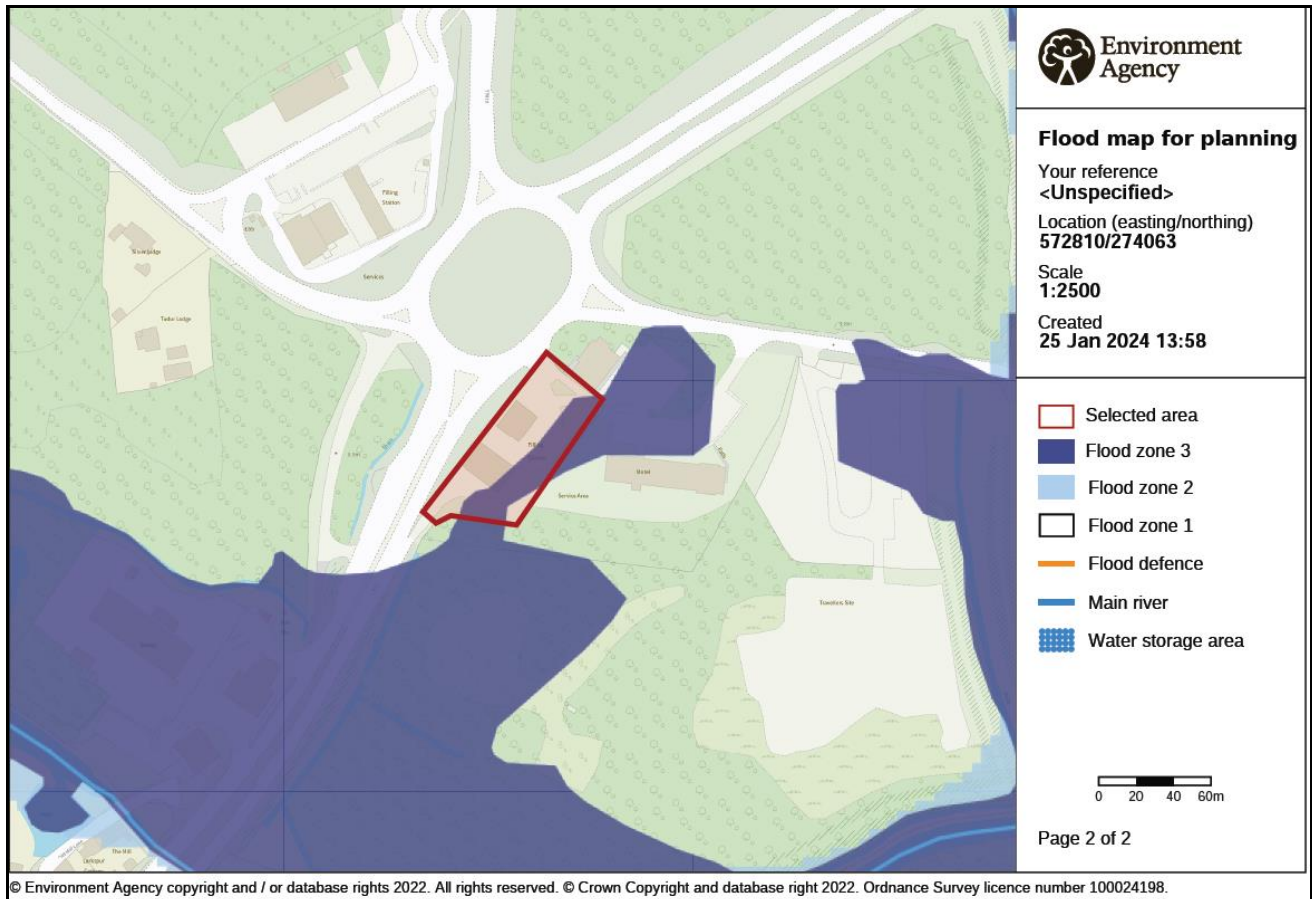 Environment
Agency
Flood map for planning
Your reference
<Unspecified>
Location (easting/northing)
572810/274063
Scale
1:2500
Created
25 Jan 2024 13:58
Selected area
Flood zone 3
Flood zone 2
Flood zone 1
Flood defence
Main river
Water storage area
0 20 40 60m
Page 2 of 2
Filling
Station
Services
Tudor Lodge
Motel
Service Area
Travellers Site
The Mill
© Environment Agency copyright and / or database rights 2022. All rights reserved. © Crown Copyright and database right 2022. Ordnance Survey licence number 100024198.